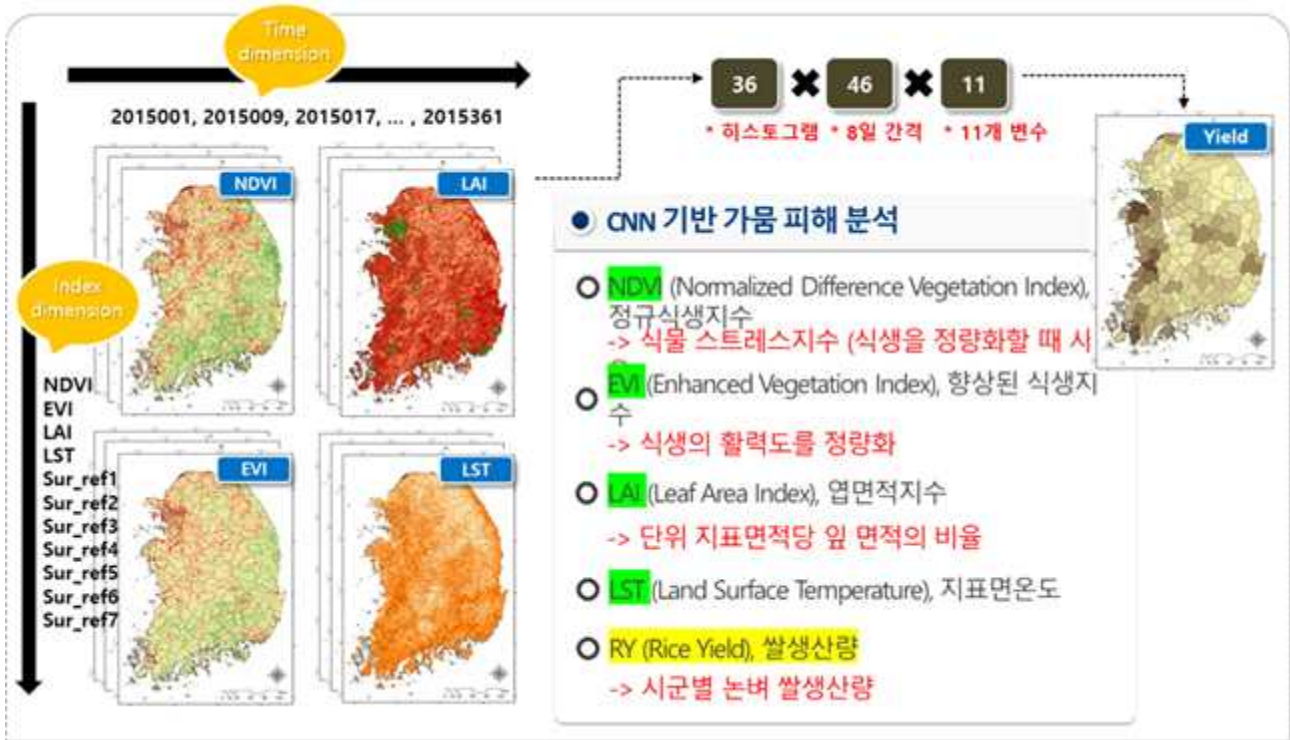 Time
dimension
2015001, 2015009, 2015017, ... , 2015361
36 ✖ 46 ✖ 11
* 히스토그램 * 8일 간격 * 11개 변수
Yield
NDVI
LAI
Index
dimension
NDVI
EVI
LAI
LST
Sur_ref1
Sur_ref2
Sur_ref3
Sur_ref4
Sur_ref5
Sur_ref6
Sur_ref7
EVI
LST
CNN 기반 가뭄 피해 분석
NDVI (Normalized Difference Vegetation Index),
정규식생지수
-> 식물 스트레스지수 (식생을 정량화할 때 사
EVI (Enhanced Vegetation Index), 향상된 식생지
수
-> 식생의 활력도를 정량화
LAI (Leaf Area Index), 엽면적지수
-> 단위 지표면적당 잎 면적의 비율
LST (Land Surface Temperature), 지표면온도
RY (Rice Yield), 쌀생산량
-> 시군별 논벼 쌀생산량